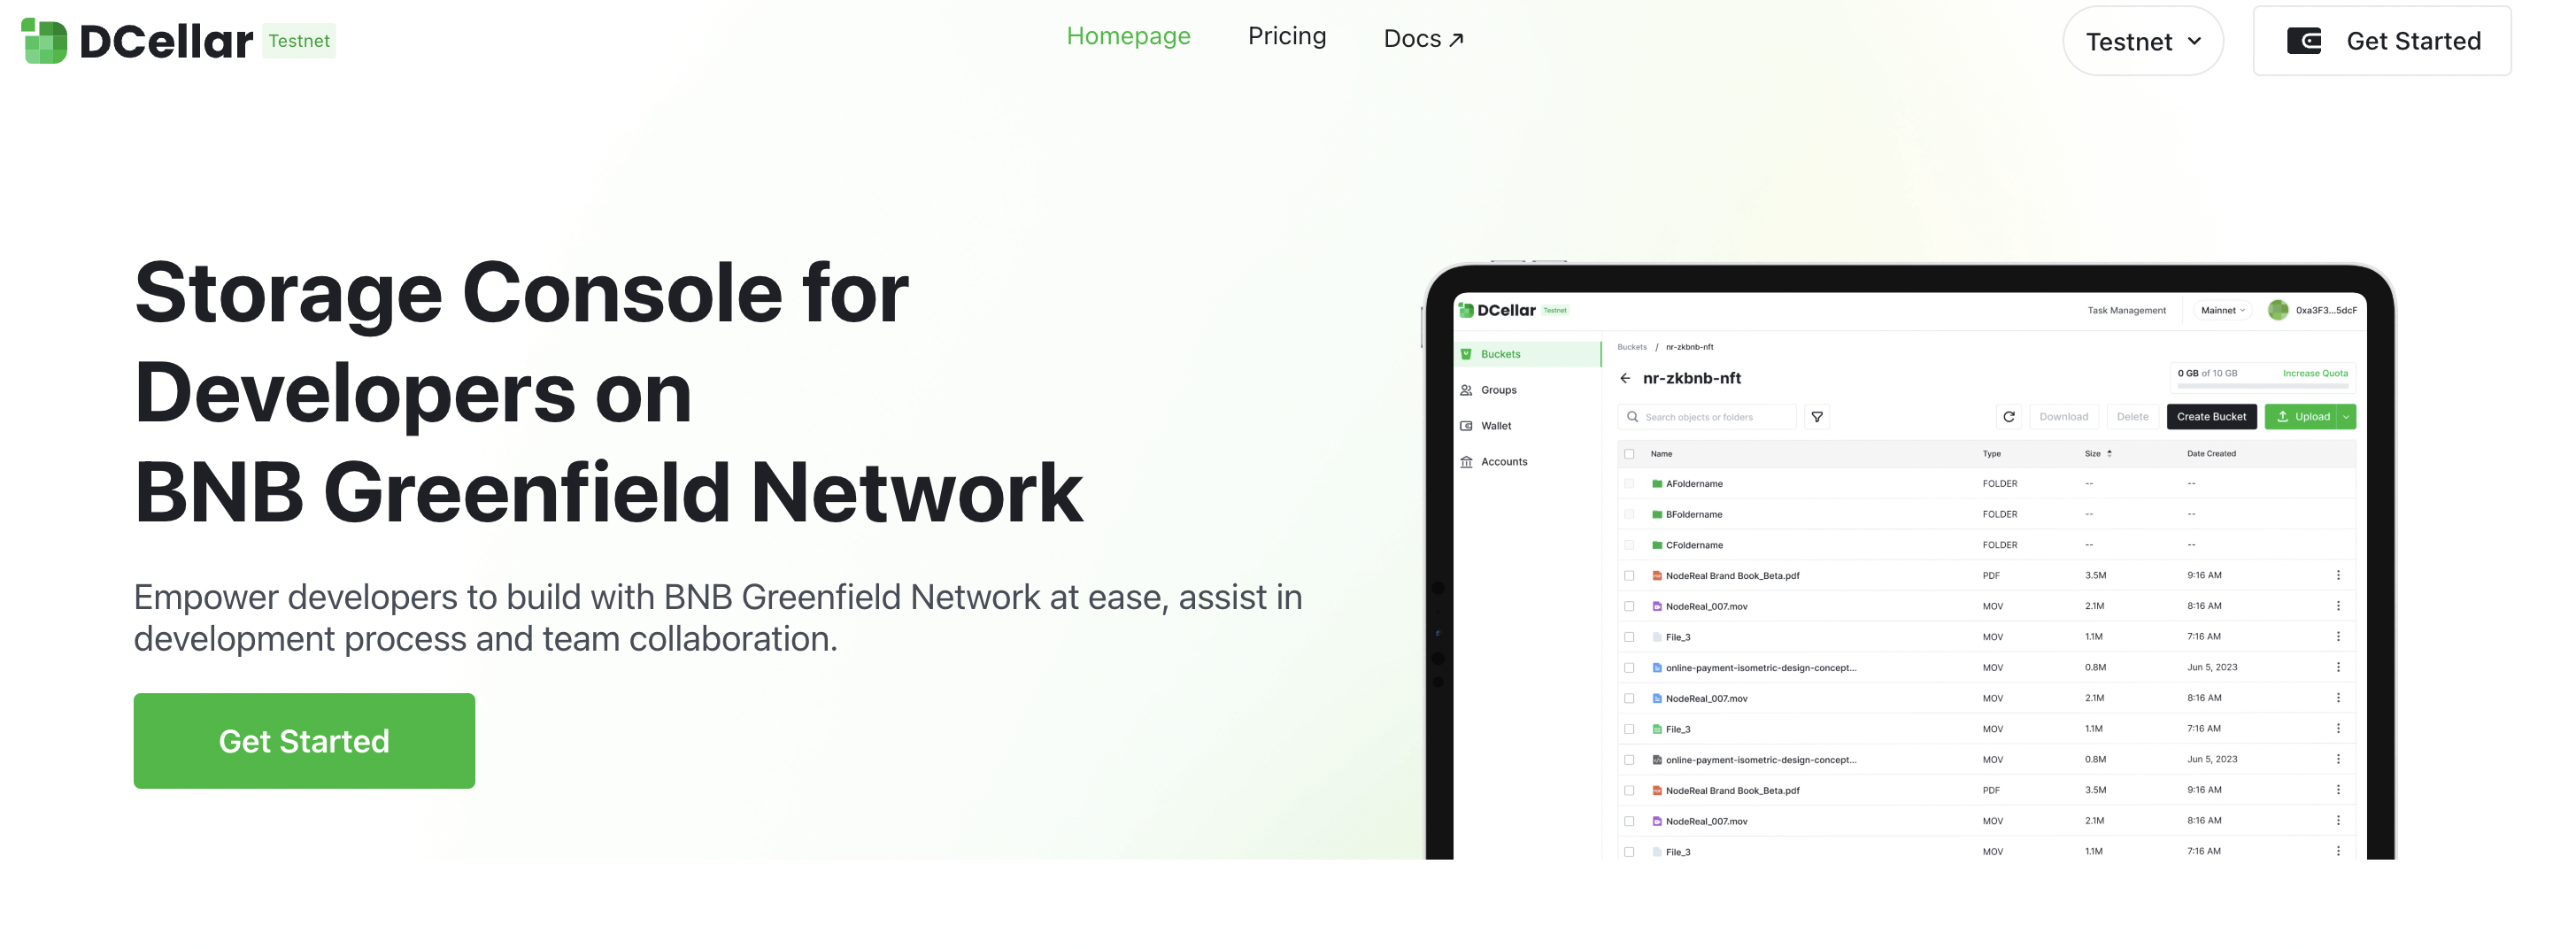 DCellar Testnet
Homepage
Pricing
Docs
Testnet
Get Started
Storage Console for
Developers on
BNB Greenfield Network
Empower developers to build with BNB Greenfield Network at ease, assist in
development process and team collaboration.
Get Started
DCellar Testnet
Task Management
Mainnet
0xa3F3...5dcF
Buckets
Groups
Wallet
Accounts
Buckets / nr-zkbnb-nft
nr-zkbnb-nft
0 GB of 10 GB
Increase Quota
Search objects or folders
Download
Delete
Create Bucket
Upload
Name Type Size Date Created
AFoldername FOLDER -- --
BFoldername FOLDER -- --
CFoldername FOLDER -- --
NodeReal Brand Book_Beta.pdf PDF 3.5M 9:16 AM
NodeReal_007.mov MOV 2.1M 8:16 AM
File_3 MOV 1.1M 7:16 AM
online-payment-isometric-design-concept... MOV 0.8M Jun 5, 2023
NodeReal_007.mov MOV 2.1M 8:16 AM
File_3 MOV 1.1M 7:16 AM
online-payment-isometric-design-concept... MOV 0.8M Jun 5, 2023
NodeReal Brand Book_Beta.pdf PDF 3.5M 9:16 AM
NodeReal_007.mov MOV 2.1M 8:16 AM
File_3 MOV 1.1M 7:16 AM